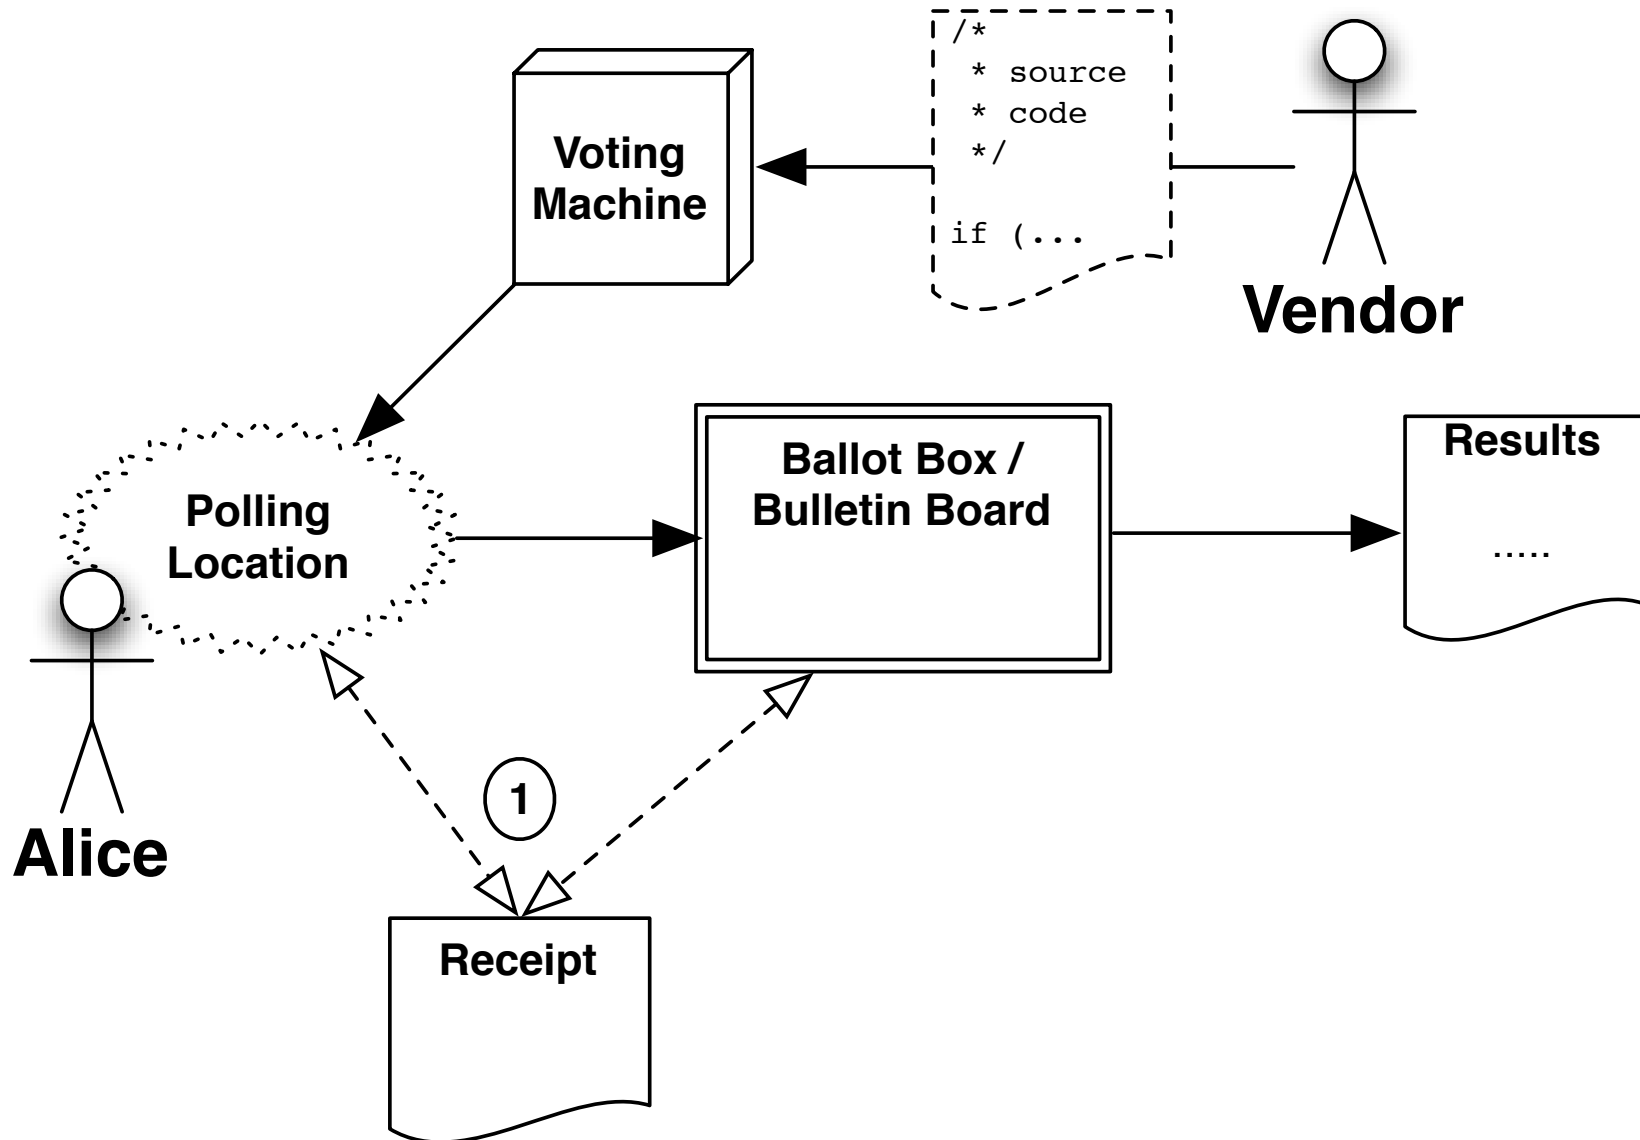 /*
* source
* code
*/
if (...
Voting
Machine
Vendor
Ballot Box /
Bulletin Board
Results
.....
Polling
Location
1
Alice
Receipt